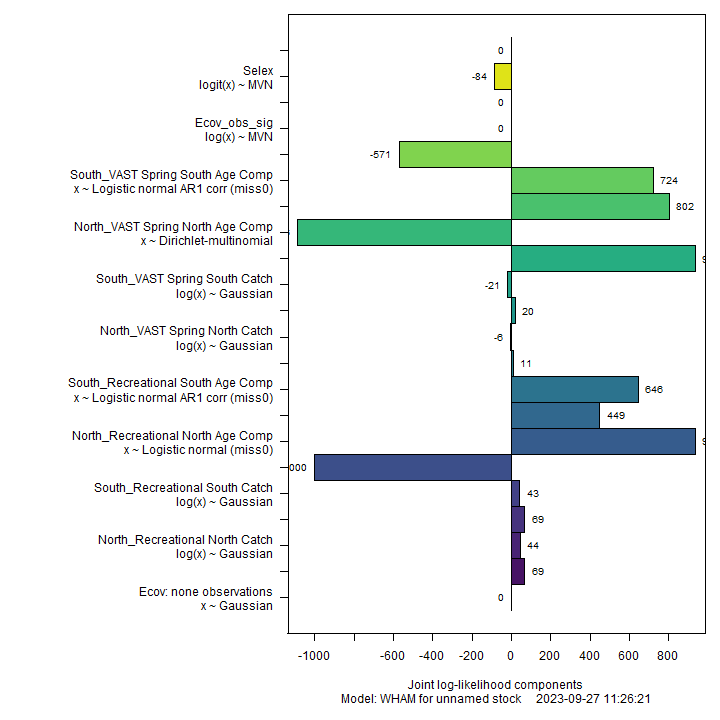 0
Selex
logit(x) ~ MVN
-84
0
Ecov_obs_sig
log(x) ~ MVN
0
-571
South_VAST Spring South Age Comp
x ~ Logistic normal AR1 corr (miss0)
724
802
North_VAST Spring North Age Comp
x ~ Dirichlet-multinomial
9
South_VAST Spring South Catch
log(x) ~ Gaussian
-21
20
North_VAST Spring North Catch
log(x) ~ Gaussian
-6
11
South_Recreational South Age Comp
x ~ Logistic normal AR1 corr (miss0)
646
449
North_Recreational North Age Comp
x ~ Logistic normal (miss0)
9
000
South_Recreational South Catch
log(x) ~ Gaussian
43
69
North_Recreational North Catch
log(x) ~ Gaussian
44
69
Ecov: none observations
x ~ Gaussian
0
-1000 -600 -400 -200 0 200 400 600 800
Joint log-likelihood components
Model: WHAM for unnamed stock 2023-09-27 11:26:21